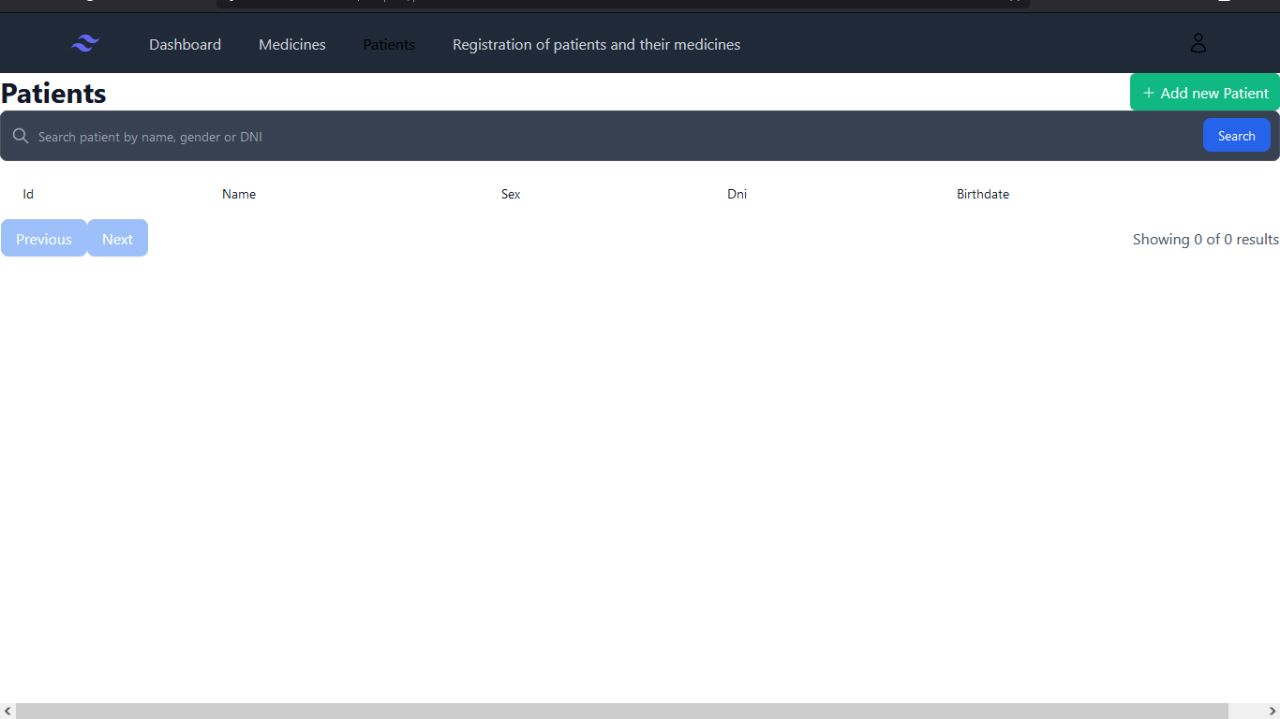 Dashboard Medicines Patients Registration of patients and their medicines
Patients
+ Add new Patient
Search patient by name, gender or DNI
Search
Id Name Sex Dni Birthdate
Previous Next
Showing 0 of 0 results